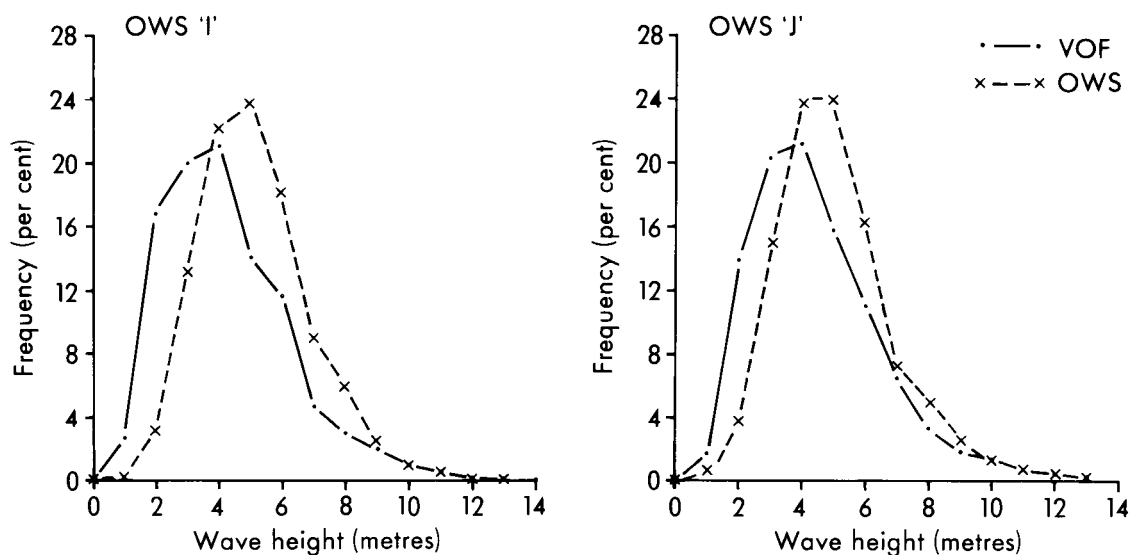 OWS 'I'
28
24
20
16
12
8
4
0
Frequency (per cent)
0 2 4 6 8 10 12 14
Wave height (metres)
OWS 'J'
VOF
OWS
28
24
20
16
12
8
4
0
Frequency (per cent)
0 2 4 6 8 10 12 14
Wave height (metres)